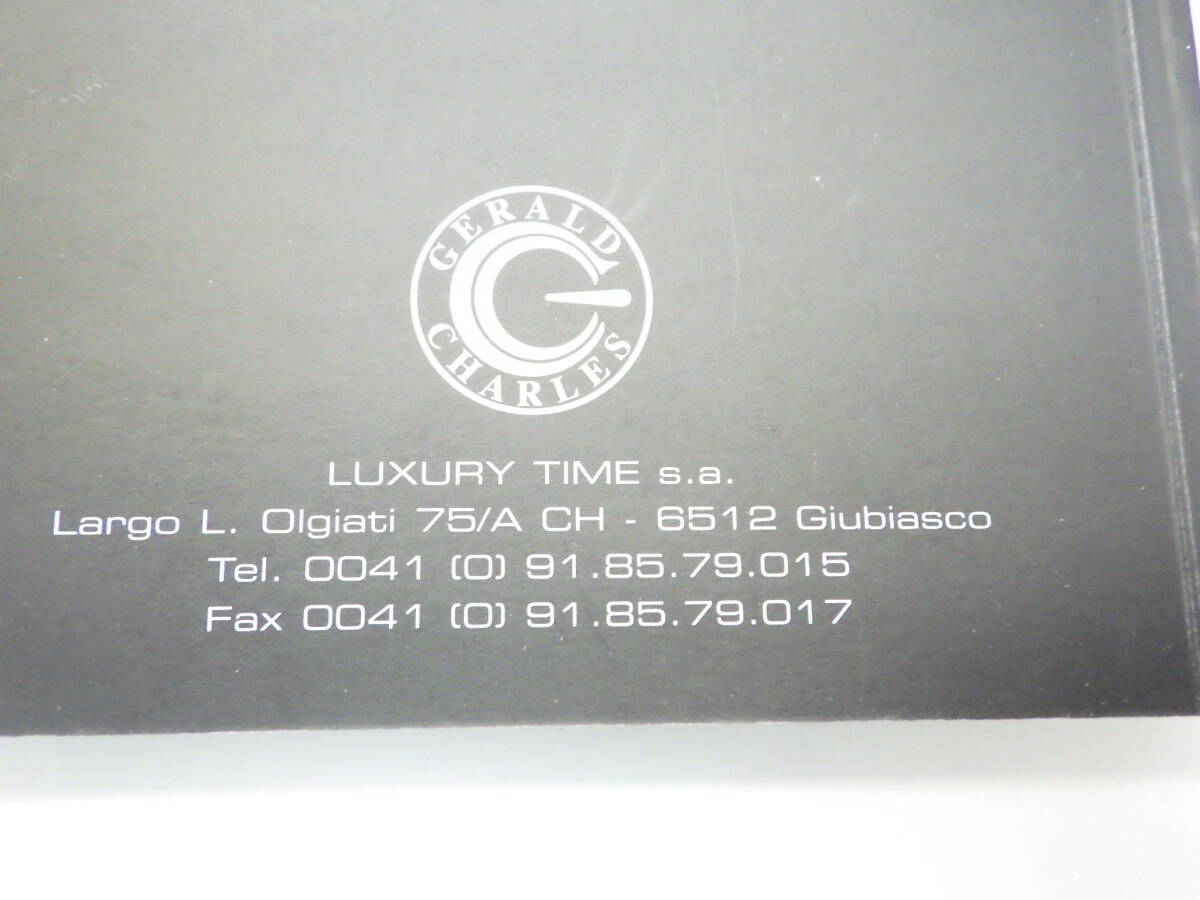 GERALD
CHARLES
LUXURY TIME s.a.
Largo L. Olgiati 75/A CH - 6512 Giubiasco
Tel. 0041 (0) 91.85.79.015
Fax 0041 (0) 91.85.79.017